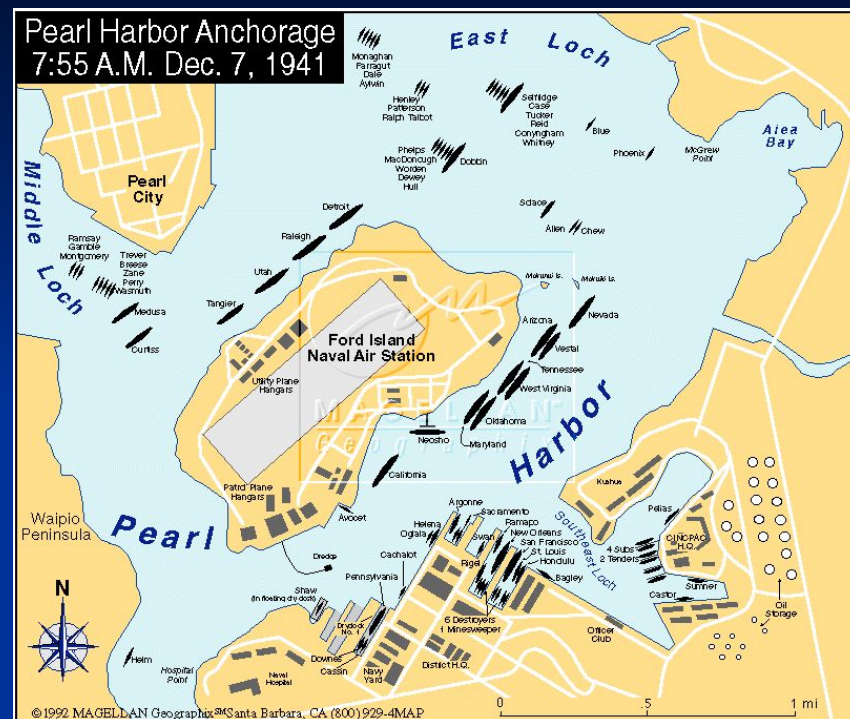 Pearl Harbor Anchorage
7:55 A.M. Dec. 7, 1941
East Loch
Monaghan
Farragut
Dale
Aylwin
Henley
Patterson
Ralph Talbot
Selfridge
Case
Tucker
Reid
Conyngham
Whitney
Blue
Phoenix
McGrew
Point
Aiea
Bay
Phelps
MacDonough
Worden
Dewey
Hull
Dobbin
Solace
Allen
Chew
Middle Loch
Pearl
City
Ramsay
Gamble
Montgomery
Trever
Breese
Zane
Perry
Wasmuth
Medusa
Curtiss
Detroit
Raleigh
Utah
Tangier
Nevada
Arizona
Vestal
Tennessee
West Virginia
Oklahoma
Maryland
Ford Island
Naval Air Station
Utility Plane
Hangars
MAGELLAN
Geographix
Neosho
California
Patrol Plane
Hangars
Avocet
Pearl Harbor
Waipio
Peninsula
Dredge
Argonne
Sacramento
Helena
Oglala
Swan
Ramapo
New Orleans
San Francisco
St. Louis
Honolulu
Rigel
Bagley
Cachalot
Pennsylvania
Shaw
(in floating dry dock)
Drydock
No. 1
Downes
Cassin
Navy
Yard
6 Destroyers
1 Minesweeper
District H.Q.
Officer
Club
Southeast Loch
Kuahua
Pelias
4 Subs
2 Tenders
CINCPAC
H.Q.
Castor
Sumner
Oil
Storage
N
Helm
Hospital
Point
Naval
Hospital
0 .5 1 mi
©1992 MAGELLAN Geographix℠Santa Barbara, CA (800) 929-4MAP